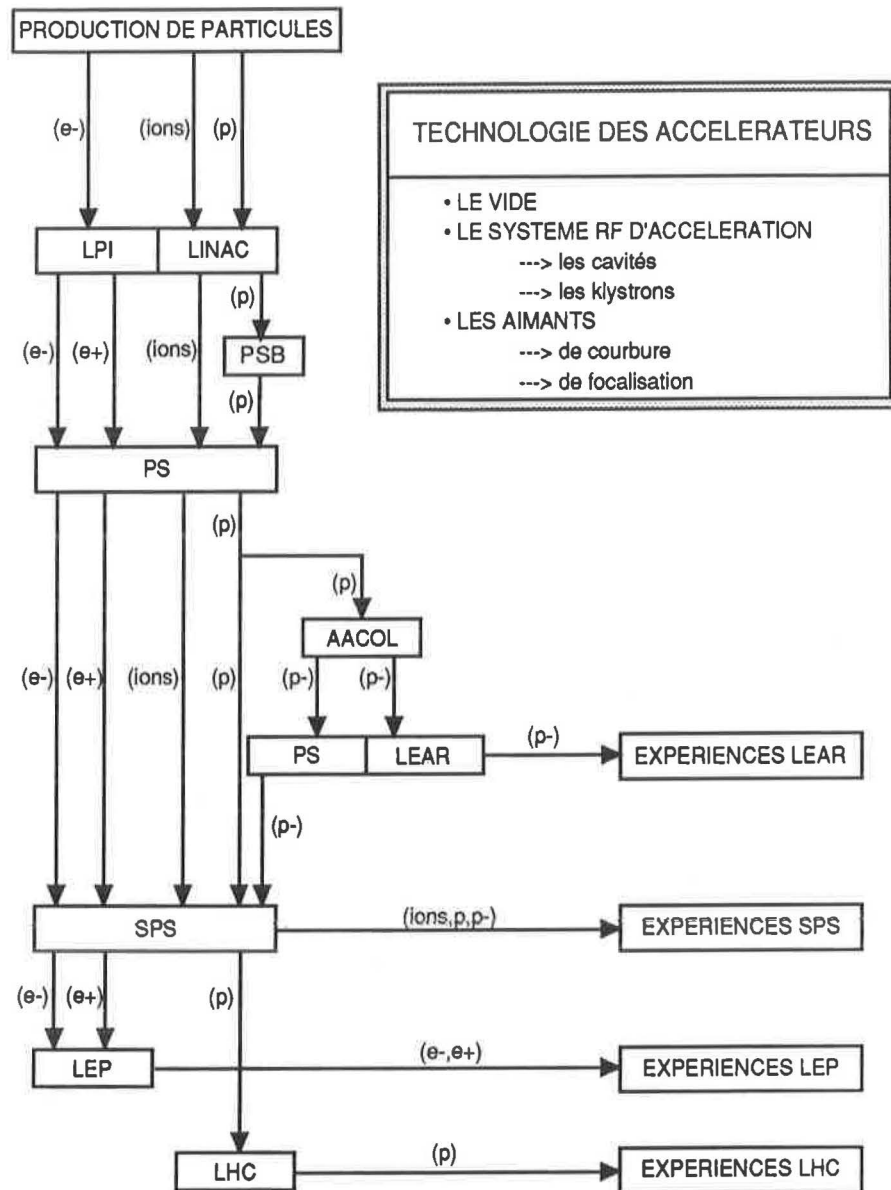 PRODUCTION DE PARTICULES
(e-) (ions) (p)
TECHNOLOGIE DES ACCELERATEURS
• LE VIDE
• LE SYSTEME RF D'ACCELERATION
---> les cavités
---> les klystrons
• LES AIMANTS
---> de courbure
---> de focalisation
LPI LINAC
(p)
(e-) (e+) (ions) PSB
(p)
PS
(p)
(p)
AACOL
(e-) (e+) (ions) (p) (p-) (p-)
PS LEAR (p-) EXPERIENCES LEAR
(p-)
SPS (ions,p,p-) EXPERIENCES SPS
(e-) (e+) (p)
LEP (e-,e+) EXPERIENCES LEP
LHC (p) EXPERIENCES LHC